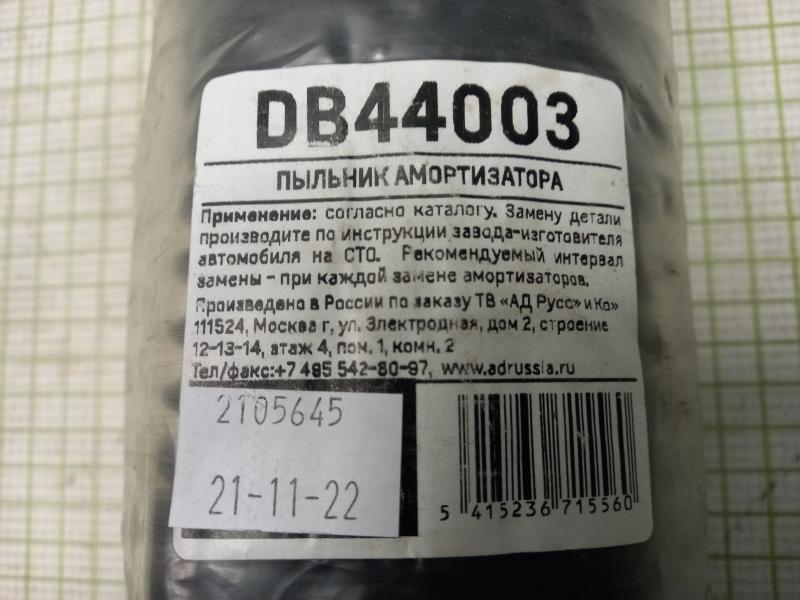 DB44003
ПЫЛЬНИК АМОРТИЗАТОРА
Применение: согласно каталогу. Замену детали
производите по инструкции завода-изготовителя
автомобиля на СТО. Рекомендуемый интервал
замены - при каждой замене амортизаторов.
Произведено в России по заказу ТВ «АД Русс и Ко»
111524, Москва г, ул. Электродная, дом 2, строение
12-13-14, этаж 4, пом. 1, комн. 2
Тел/факс:+7 495 542-80-97, www.adrussia.ru
2105645
21-11-22
5 415236 715560